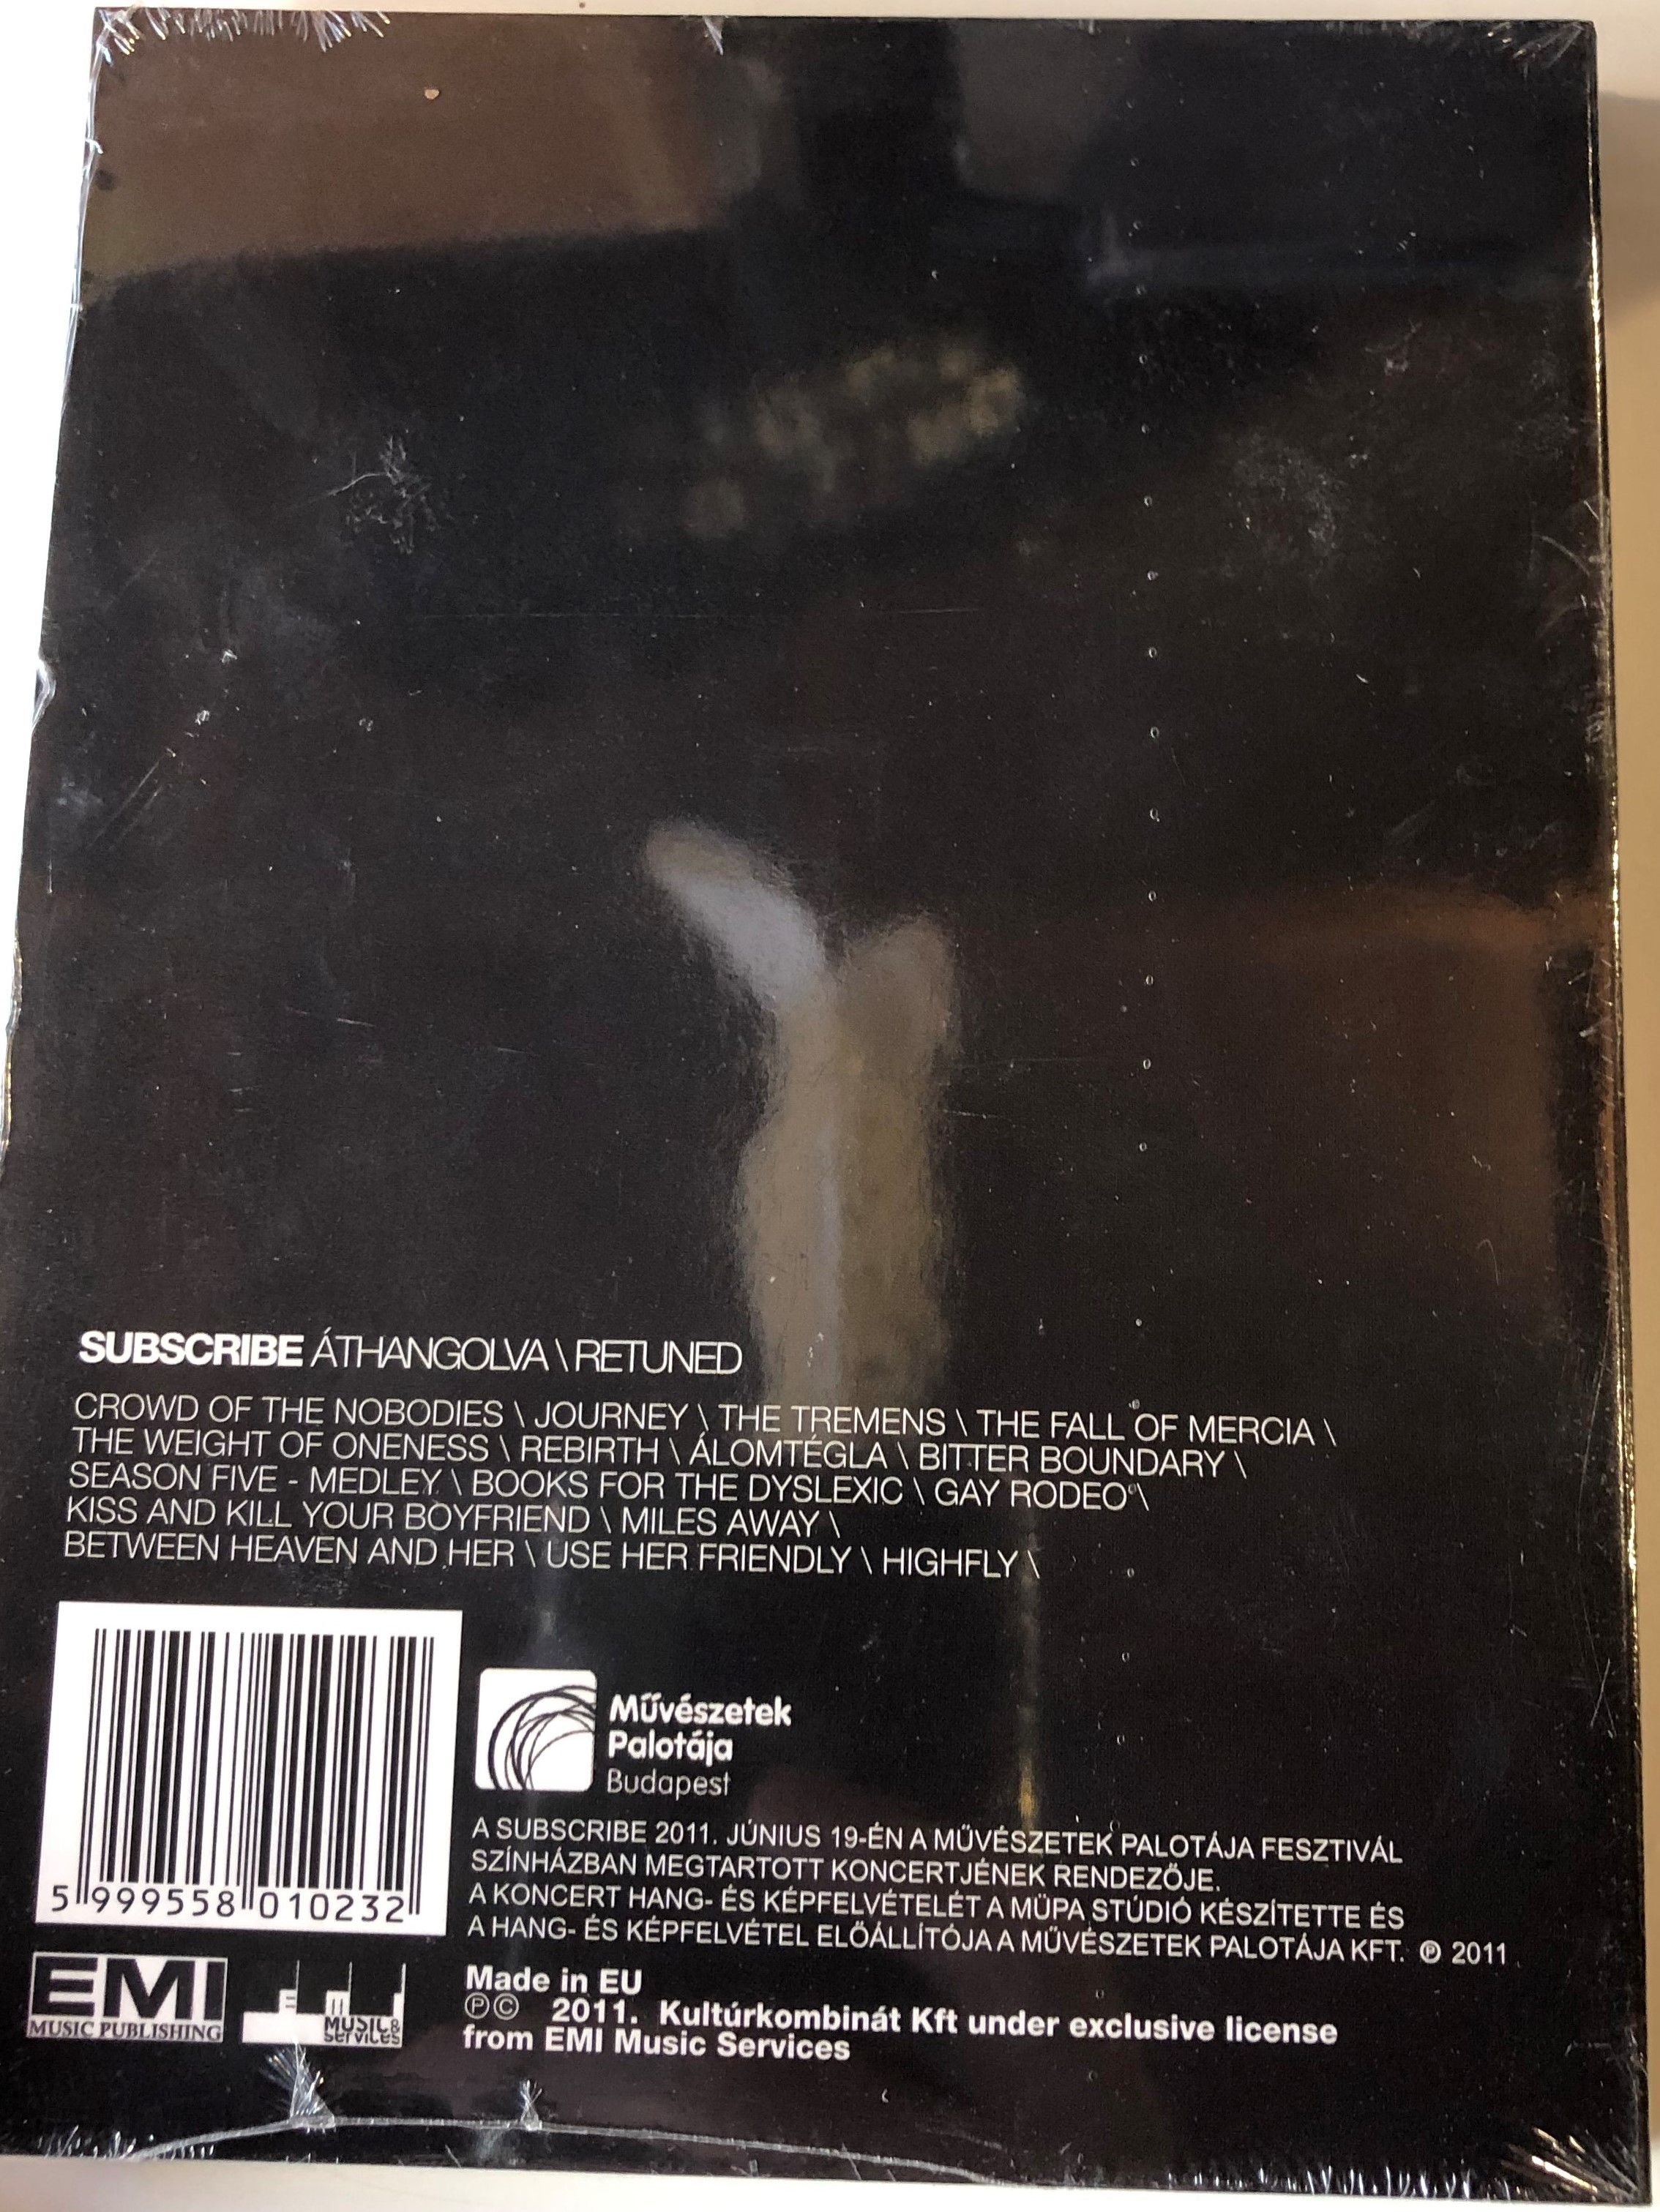 SUBSCRIBE ÁTHANGOLVA \ RETUNED
CROWD OF THE NOBODIES \ JOURNEY \ THE TREMENS \ THE FALL OF MERCIA \
THE WEIGHT OF ONENESS \ REBIRTH \ ÁLOMTÉGLA \ BITTER BOUNDARY \
SEASON FIVE - MEDLEY \ BOOKS FOR THE DYSLEXIC \ GAY RODEO \
KISS AND KILL YOUR BOYFRIEND \ MILES AWAY \
BETWEEN HEAVEN AND HER \ USE HER FRIENDLY \ HIGHFLY \
5 999558 010232
Művészetek
Palotája
Budapest
A SUBSCRIBE 2011. JÚNIUS 19-ÉN A MŰVÉSZETEK PALOTÁJA FESZTIVÁL
SZÍNHÁZBAN MEGTARTOTT KONCERTJÉNEK RENDEZŐJE.
A KONCERT HANG- ÉS KÉPFELVÉTELÉT A MÜPA STÚDIÓ KÉSZÍTETTE ÉS
A HANG- ÉS KÉPFELVÉTEL ELŐÁLLÍTÓJA A MŰVÉSZETEK PALOTÁJA KFT. ℗ 2011
EMI
MUSIC PUBLISHING
MUSIC&
services
Made in EU
℗© 2011. Kultúrkombinát Kft under exclusive license
from EMI Music Services